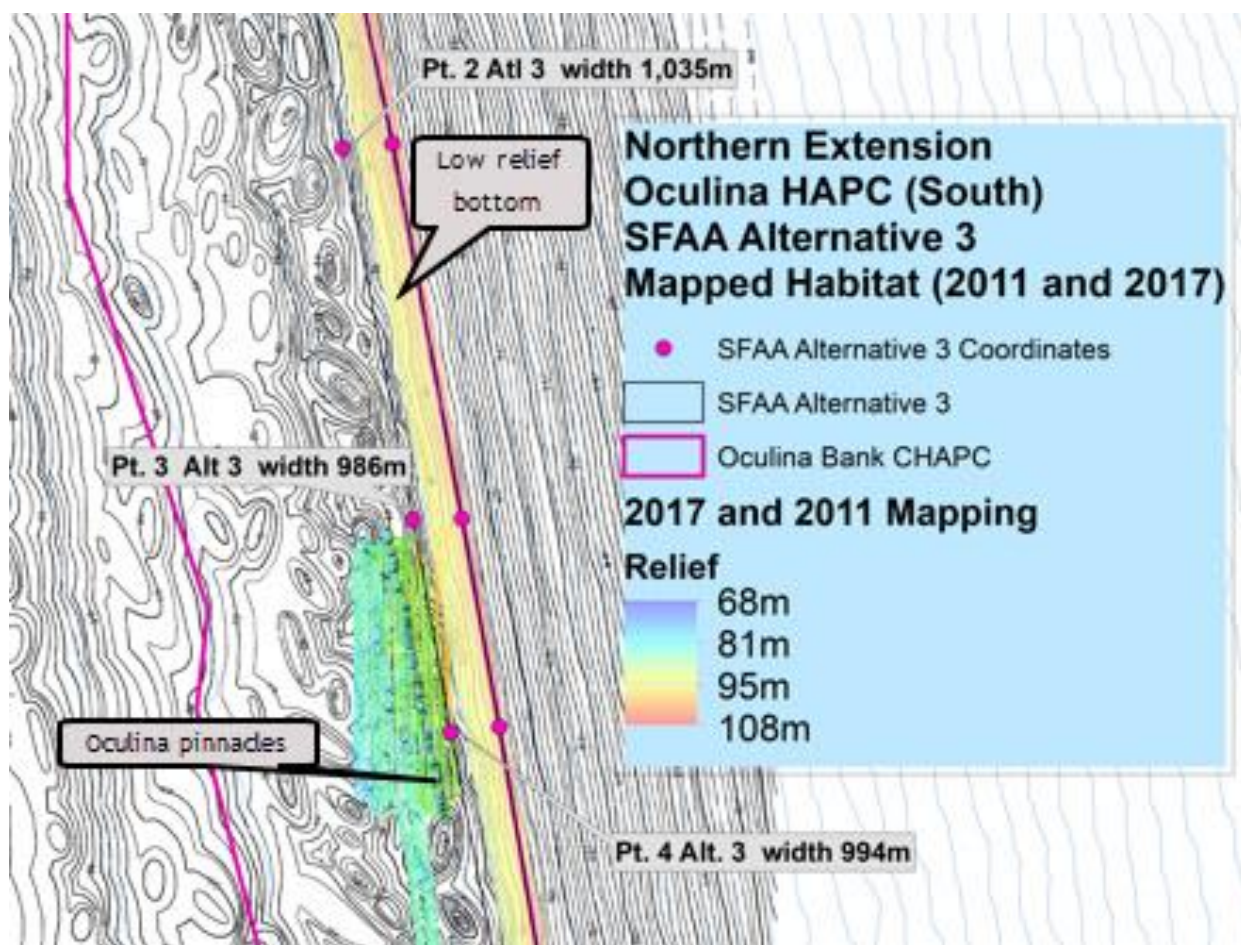 Pt. 2 Atl 3 width 1,035m
Low relief
bottom
Northern Extension
Oculina HAPC (South)
SFAA Alternative 3
Mapped Habitat (2011 and 2017)
SFAA Alternative 3 Coordinates
SFAA Alternative 3
Oculina Bank CHAPC
Pt. 3 Alt 3 width 986m
2017 and 2011 Mapping
Relief
68m
81m
95m
108m
Oculina pinnacles
Pt. 4 Alt. 3 width 994m